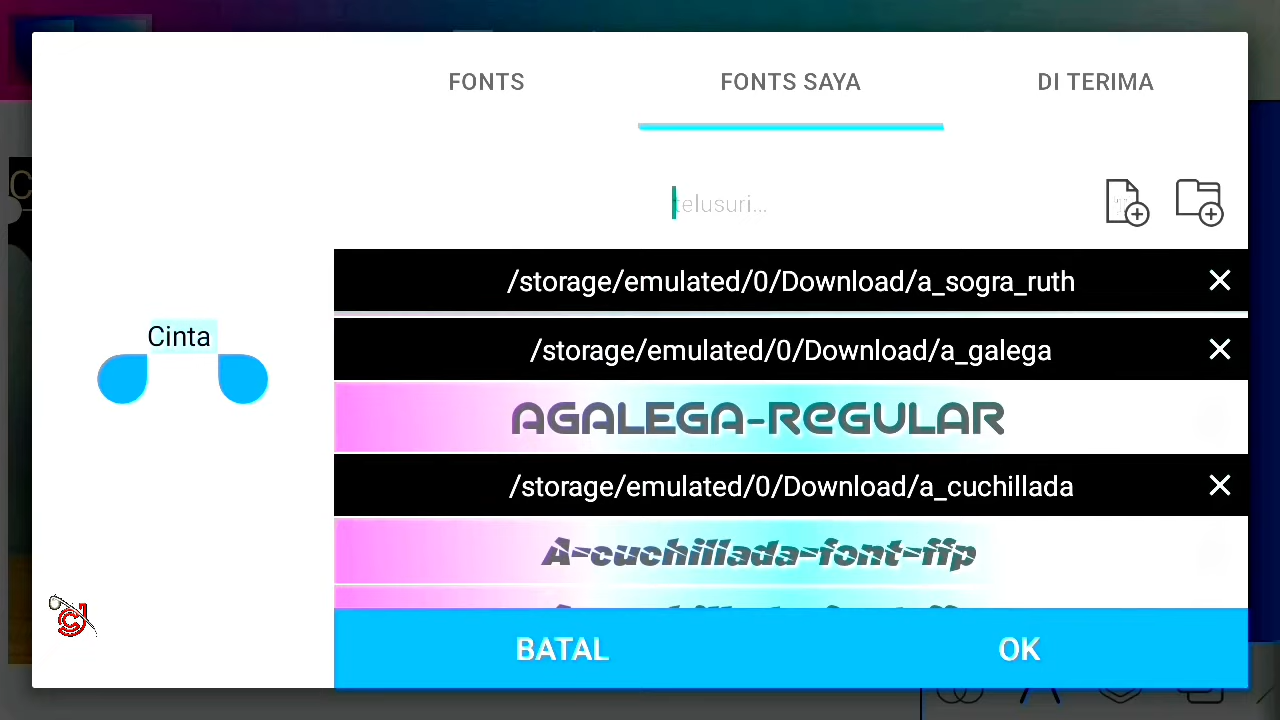 FONTS
FONTS SAYA
DI TERIMA
telusuri...
/storage/emulated/0/Download/a_sogra_ruth
Cinta
/storage/emulated/0/Download/a_galega
AGALEGA-REGULAR
/storage/emulated/0/Download/a_cuchillada
A-cuchillada-font-ffp
BATAL
OK